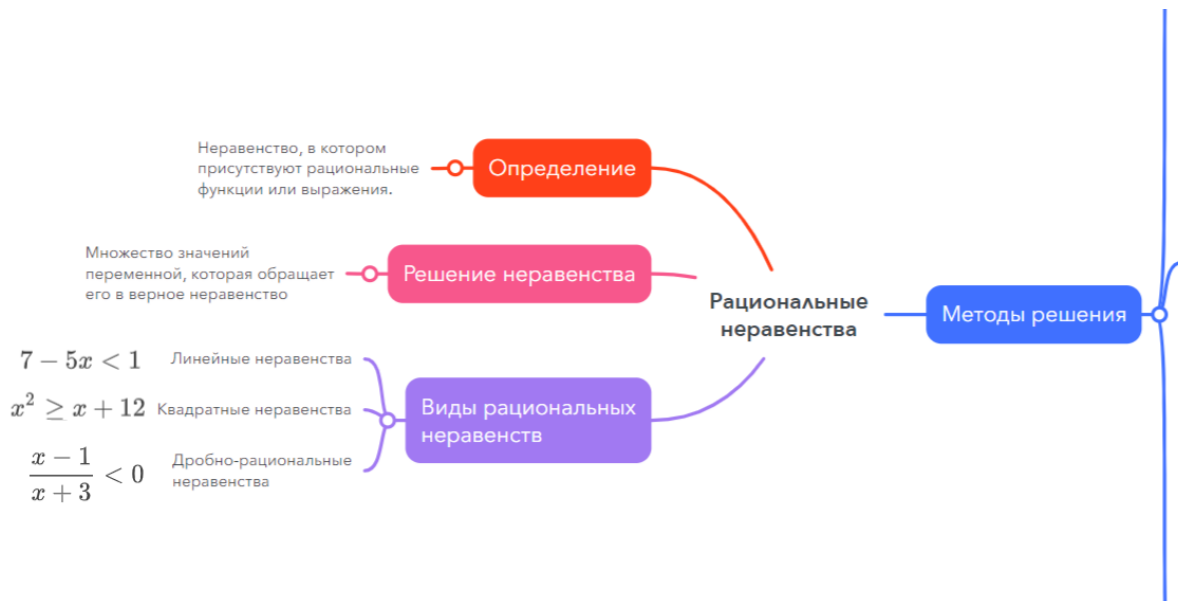 Неравенство, в котором
присутствуют рациональные
функции или выражения.
Определение
Множество значений
переменной, которая обращает
его в верное неравенство
Решение неравенства
Рациональные
неравенства
Методы решения
7 − 5x < 1 Линейные неравенства
x² ≥ x + 12 Квадратные неравенства
Виды рациональных
неравенств
x − 1
x + 3
< 0
Дробно-рациональные
неравенства